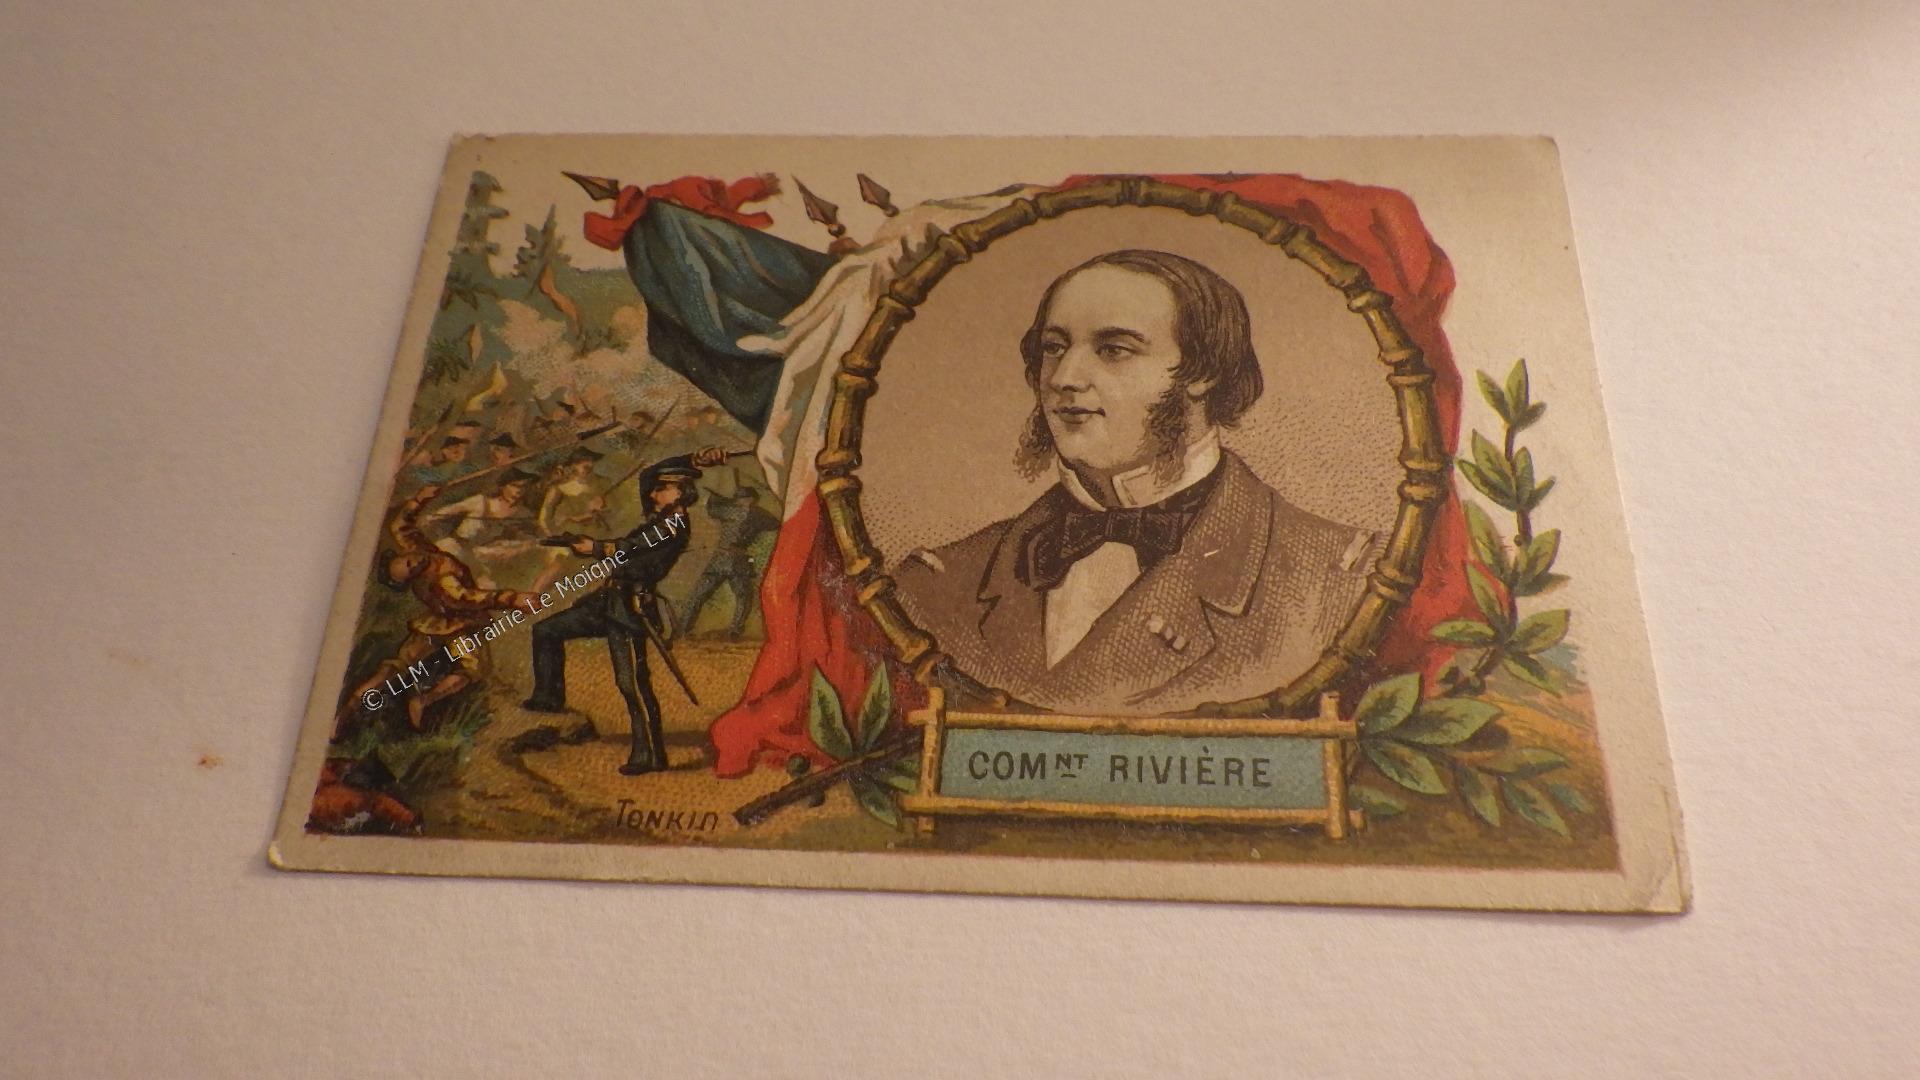 © LLM - Librairie Le Moigne - LLM
COMNT RIVIÈRE
TONKIN